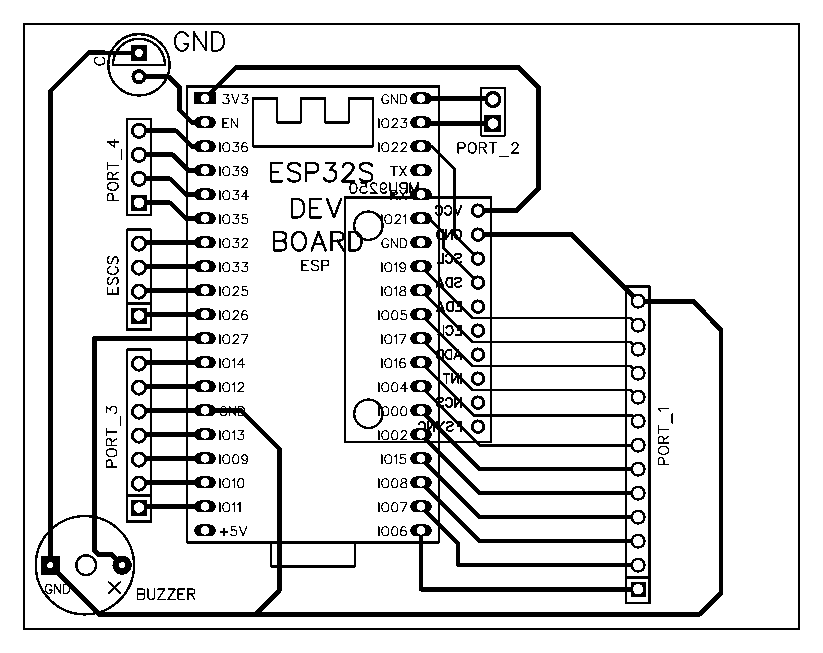 GND
C
3V3
GND
EN
IO23
IO36
IO22
IO39
TX
IO34
RX
IO35
IO21
IO32
GND
IO33
IO19
IO25
IO18
IO26
IO05
IO27
IO17
IO14
IO16
IO12
IO04
GND
IO00
IO13
IO02
IO09
IO15
IO10
IO08
IO11
IO07
+5V
IO06
ESP32S
DEV
BOARD
ESP
MPU9250
VCC
GND
SCL
SDA
EDA
ECL
ADD
INT
NCS
FSYNC
PORT_2
PORT_4
ESCS
PORT_3
PORT_1
GND
BUZZER